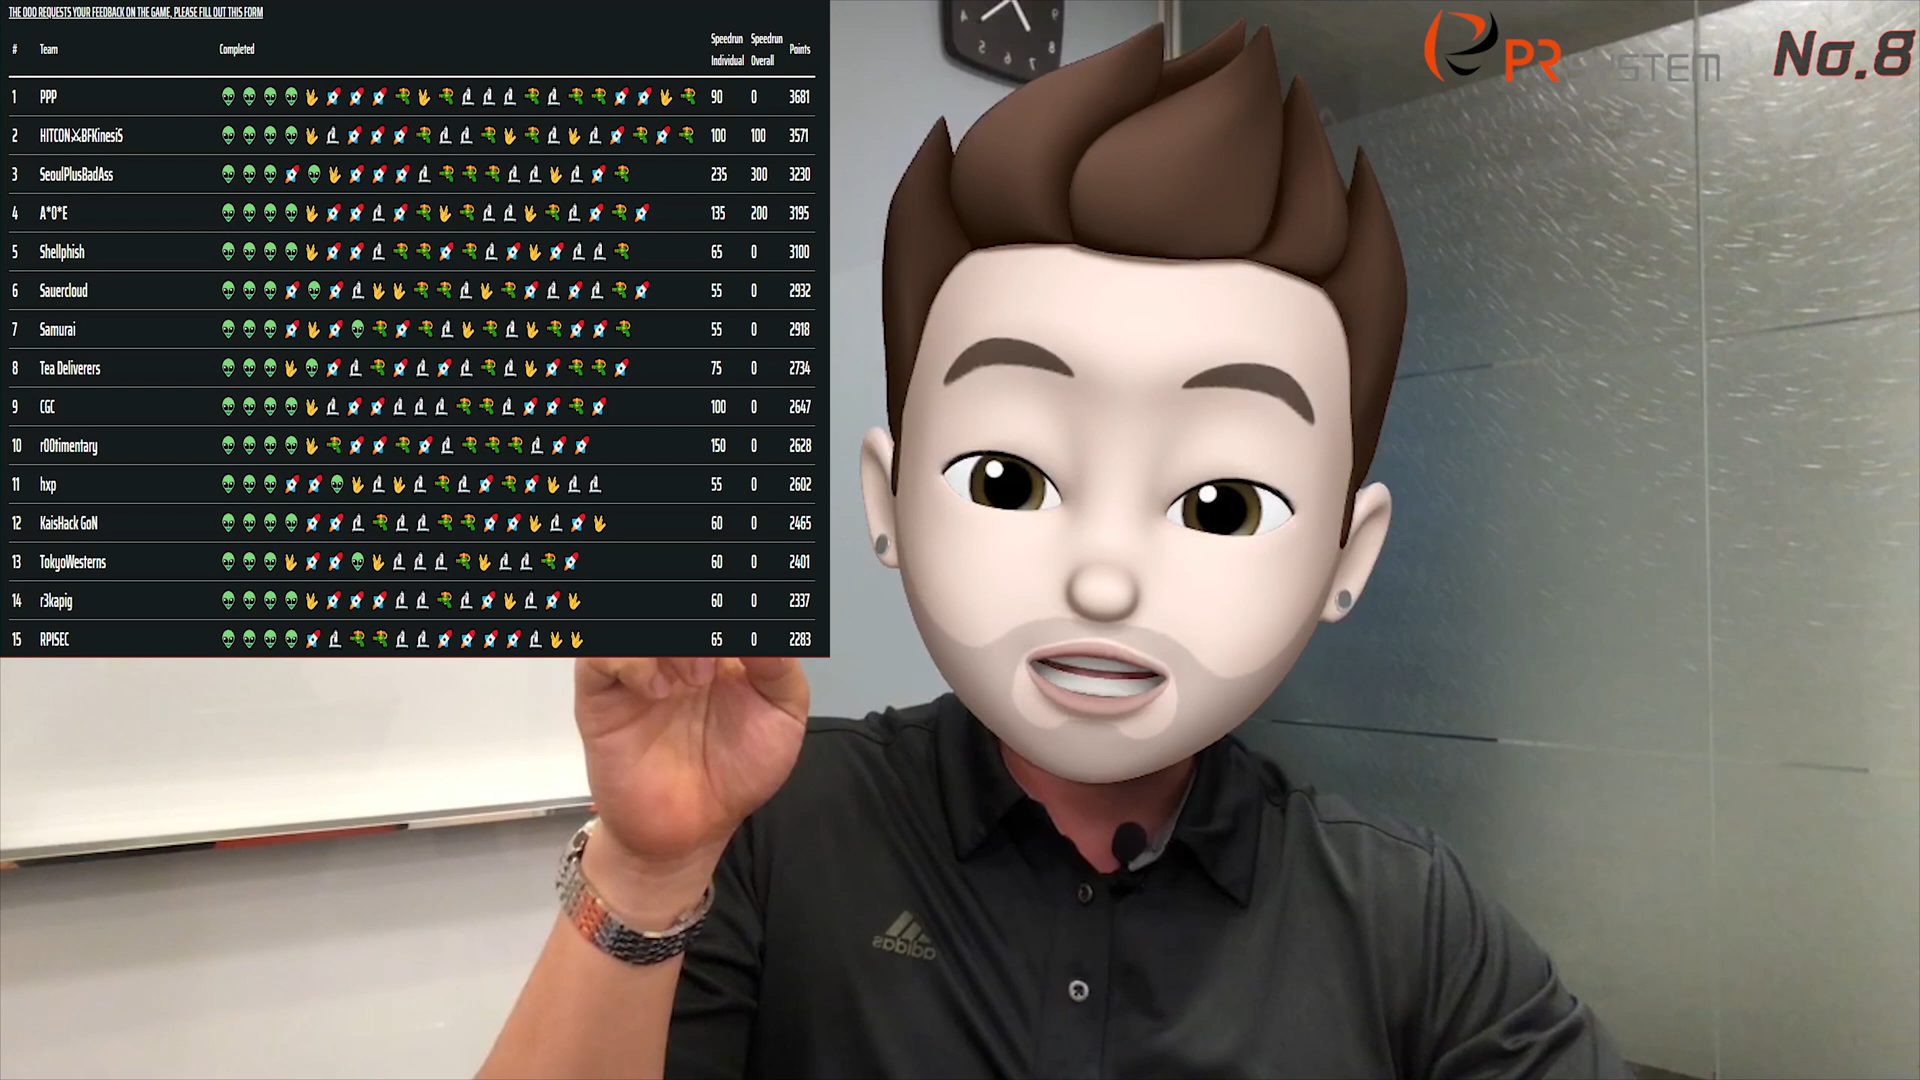 THE OOO REQUESTS YOUR FEEDBACK ON THE GAME, PLEASE FILL OUT THIS FORM
# Team Completed Speedrun Individual Speedrun Overall Points
1 PPP 90 0 3681
2 HITCON⚔BFKinesiS 100 100 3571
3 SeoulPlusBadAss 235 300 3230
4 A*0*E 135 200 3195
5 Shellphish 65 0 3100
6 Sauercloud 55 0 2932
7 Samurai 55 0 2918
8 Tea Deliverers 75 0 2734
9 CGC 100 0 2647
10 r00timentary 150 0 2628
11 hxp 55 0 2602
12 KaisHack GoN 60 0 2465
13 TokyoWesterns 60 0 2401
14 r3kapig 60 0 2337
15 RPISEC 65 0 2283
No.8
adidas